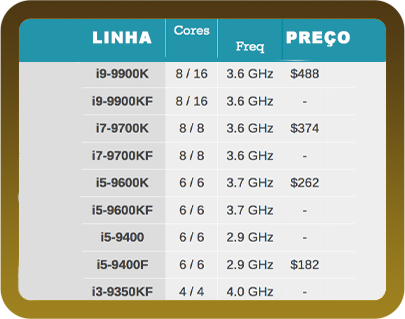 LINHA Cores Freq PREÇO
i9-9900K 8 / 16 3.6 GHz $488
i9-9900KF 8 / 16 3.6 GHz -
i7-9700K 8 / 8 3.6 GHz $374
i7-9700KF 8 / 8 3.6 GHz -
i5-9600K 6 / 6 3.7 GHz $262
i5-9600KF 6 / 6 3.7 GHz -
i5-9400 6 / 6 2.9 GHz -
i5-9400F 6 / 6 2.9 GHz $182
i3-9350KF 4 / 4 4.0 GHz -